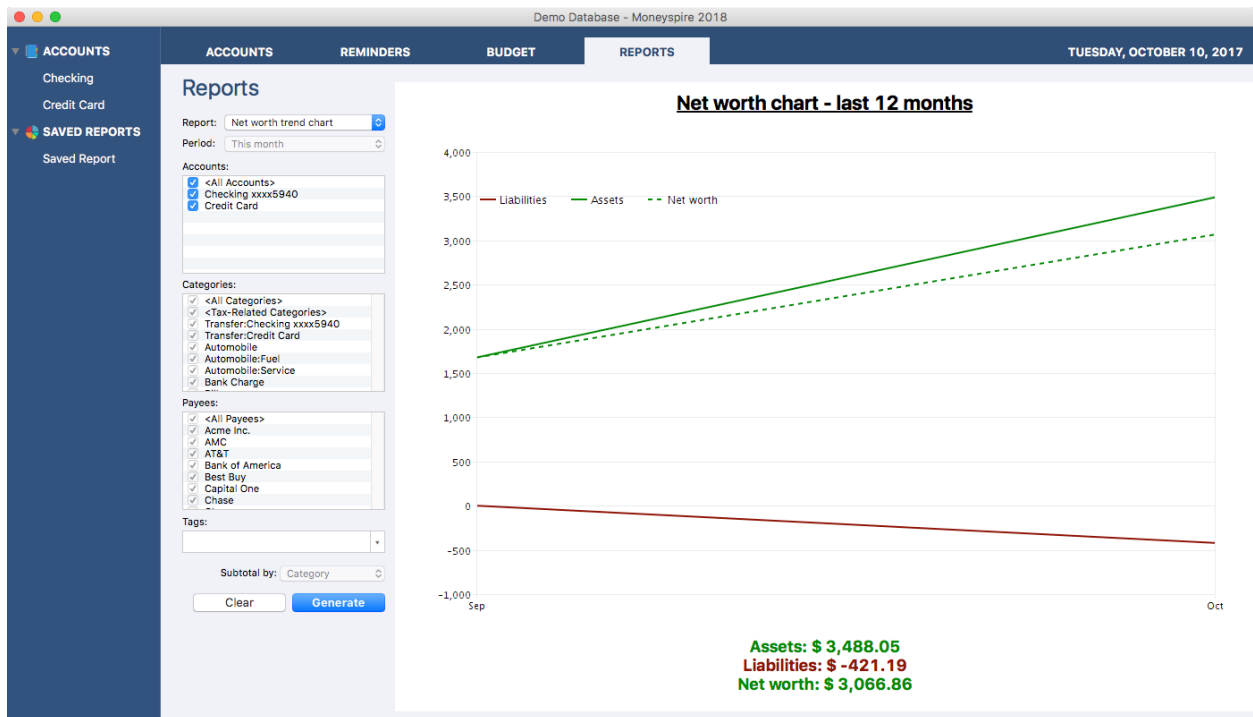 Demo Database - Moneyspire 2018
ACCOUNTS
Checking
Credit Card
SAVED REPORTS
Saved Report
ACCOUNTS REMINDERS BUDGET REPORTS TUESDAY, OCTOBER 10, 2017
Reports
Report: Net worth trend chart
Period: This month
Accounts:
<All Accounts>
Checking xxxx5940
Credit Card
Categories:
<All Categories>
<Tax-Related Categories>
Transfer:Checking xxxx5940
Transfer:Credit Card
Automobile
Automobile:Fuel
Automobile:Service
Bank Charge
Payees:
<All Payees>
Acme Inc.
AMC
AT&T
Bank of America
Best Buy
Capital One
Chase
Tags:
Subtotal by: Category
Clear Generate
Net worth chart - last 12 months
4,000
3,500
Liabilities Assets Net worth
3,000
2,500
2,000
1,500
1,000
500
0
-500
-1,000
Sep Oct
Assets: $ 3,488.05
Liabilities: $ -421.19
Net worth: $ 3,066.86